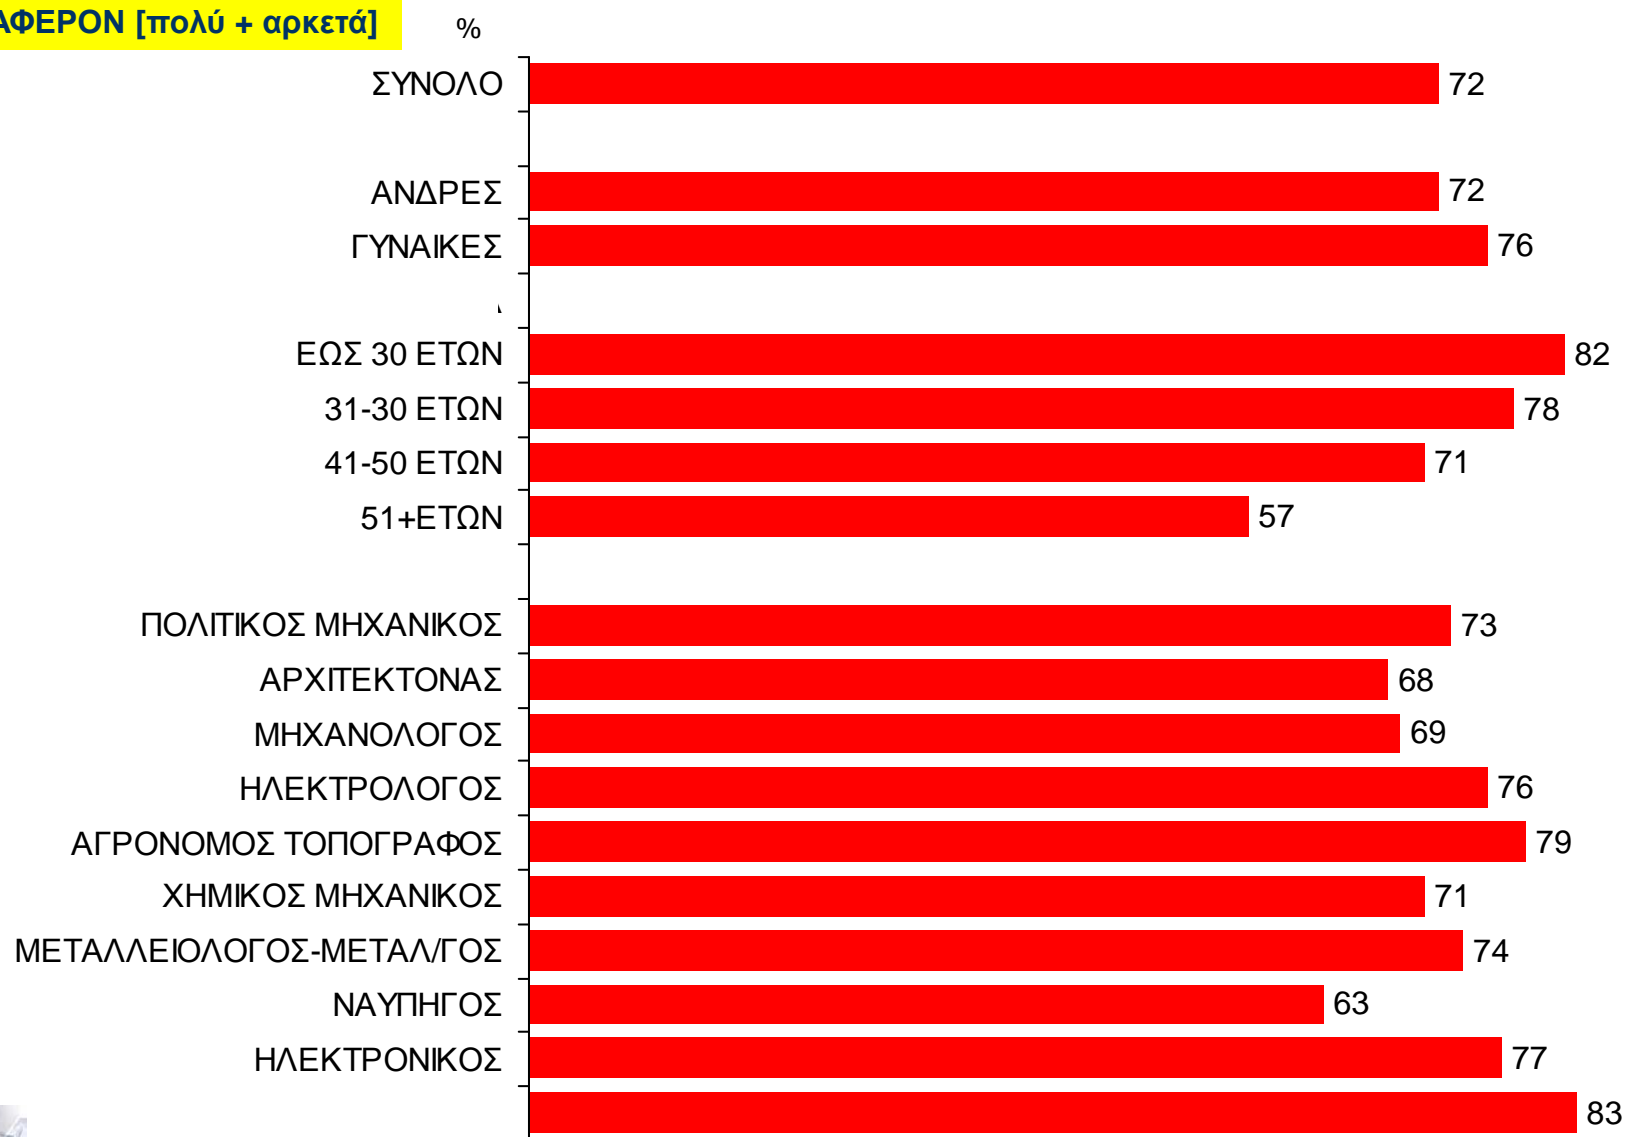 ΑΦΕΡΟΝ [πολύ + αρκετά] %
ΣΥΝΟΛΟ 72
ΑΝΔΡΕΣ 72
ΓΥΝΑΙΚΕΣ 76
ΕΩΣ 30 ΕΤΩΝ 82
31-30 ΕΤΩΝ 78
41-50 ΕΤΩΝ 71
51+ΕΤΩΝ 57
ΠΟΛΙΤΙΚΟΣ ΜΗΧΑΝΙΚΟΣ 73
ΑΡΧΙΤΕΚΤΟΝΑΣ 68
ΜΗΧΑΝΟΛΟΓΟΣ 69
ΗΛΕΚΤΡΟΛΟΓΟΣ 76
ΑΓΡΟΝΟΜΟΣ ΤΟΠΟΓΡΑΦΟΣ 79
ΧΗΜΙΚΟΣ ΜΗΧΑΝΙΚΟΣ 71
ΜΕΤΑΛΛΕΙΟΛΟΓΟΣ-ΜΕΤΑΛ/ΓΟΣ 74
ΝΑΥΠΗΓΟΣ 63
ΗΛΕΚΤΡΟΝΙΚΟΣ 77
83